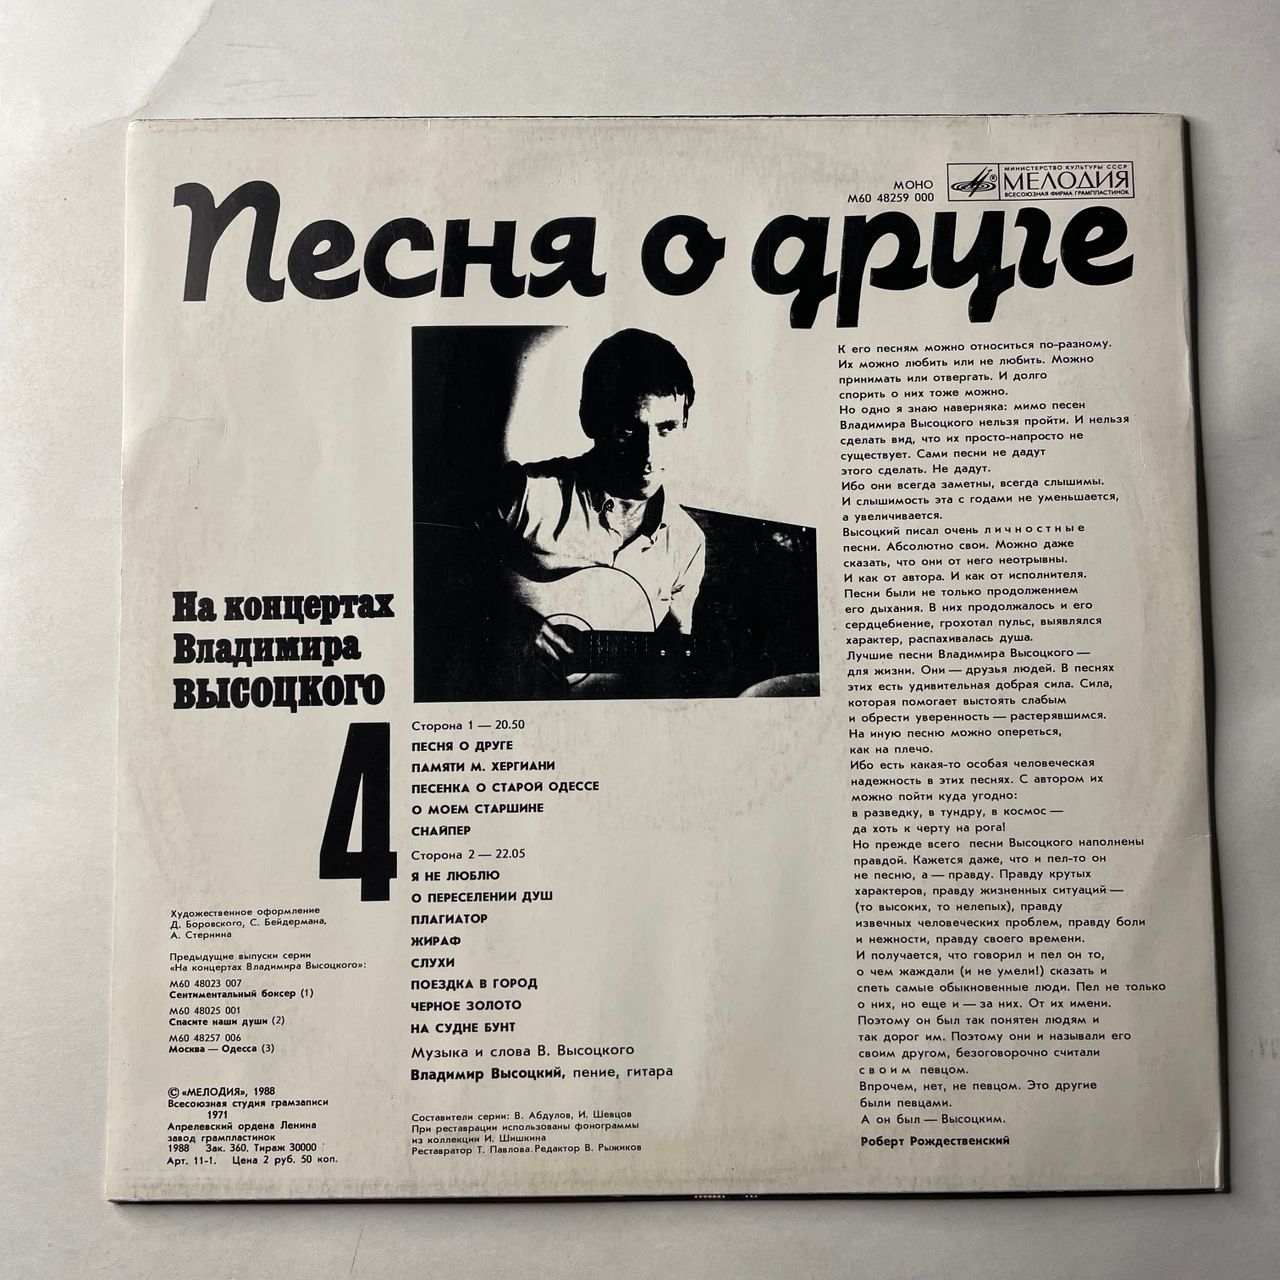 МОНО
М60 48259 000
МИНИСТЕРСТВО КУЛЬТУРЫ СССР
МЕЛОДИЯ
ВСЕСОЮЗНАЯ ФИРМА ГРАМПЛАСТИНОК
Песня о друге
На концертах
Владимира
ВЫСОЦКОГО
4
Сторона 1 — 20.50
ПЕСНЯ О ДРУГЕ
ПАМЯТИ М. ХЕРГИАНИ
ПЕСЕНКА О СТАРОЙ ОДЕССЕ
О МОЕМ СТАРШИНЕ
СНАЙПЕР
Сторона 2 — 22.05
Я НЕ ЛЮБЛЮ
О ПЕРЕСЕЛЕНИИ ДУШ
ПЛАГИАТОР
ЖИРАФ
СЛУХИ
ПОЕЗДКА В ГОРОД
ЧЕРНОЕ ЗОЛОТО
НА СУДНЕ БУНТ
Музыка и слова В. Высоцкого
Владимир Высоцкий, пение, гитара
Составители серии: В. Абдулов, И. Шевцов
При реставрации использованы фонограммы
из коллекции И. Шишкина
Реставратор Т. Павлова. Редактор В. Рыжиков
Художественное оформление
Д. Боровского, С. Бейдермана,
А. Стернина
Предыдущие выпуски серии
«На концертах Владимира Высоцкого»:
М60 48023 007
Сентиментальный боксер (1)
М60 48025 001
Спасите наши души (2)
М60 48257 006
Москва — Одесса (3)
© «МЕЛОДИЯ», 1988
Всесоюзная студия грамзаписи
1971
Апрелевский ордена Ленина
завод грампластинок
1988 Зак. 360. Тираж 30000
Арт. 11-1. Цена 2 руб. 50 коп.
К его песням можно относиться по-разному.
Их можно любить или не любить. Можно
принимать или отвергать. И долго
спорить о них тоже можно.
Но одно я знаю наверняка: мимо песен
Владимира Высоцкого нельзя пройти. И нельзя
сделать вид, что их просто-напросто не
существует. Сами песни не дадут
этого сделать. Не дадут.
Ибо они всегда заметны, всегда слышимы.
И слышимость эта с годами не уменьшается,
а увеличивается.
Высоцкий писал очень личностные
песни. Абсолютно свои. Можно даже
сказать, что они от него неотрывны.
И как от автора. И как от исполнителя.
Песни были не только продолжением
его дыхания. В них продолжалось и его
сердцебиение, грохотал пульс, выявлялся
характер, распахивалась душа.
Лучшие песни Владимира Высоцкого —
для жизни. Они — друзья людей. В песнях
этих есть удивительная добрая сила. Сила,
которая помогает выстоять слабым
и обрести уверенность — растерявшимся.
На иную песню можно опереться,
как на плечо.
Ибо есть какая-то особая человеческая
надежность в этих песнях. С автором их
можно пойти куда угодно:
в разведку, в тундру, в космос —
да хоть к черту на рога!
Но прежде всего песни Высоцкого наполнены
правдой. Кажется даже, что и пел-то он
не песню, а — правду. Правду крутых
характеров, правду жизненных ситуаций —
(то высоких, то нелепых), правду
извечных человеческих проблем, правду боли
и нежности, правду своего времени.
И получается, что говорил и пел он то,
о чем жаждали (и не умели!) сказать и
спеть самые обыкновенные люди. Пел не только
о них, но еще и — за них. От их имени.
Поэтому он был так понятен людям и
так дорог им. Поэтому они и называли его
своим другом, безоговорочно считали
своим певцом.
Впрочем, нет, не певцом. Это другие
были певцами.
А он был — Высоцким.
Роберт Рождественский